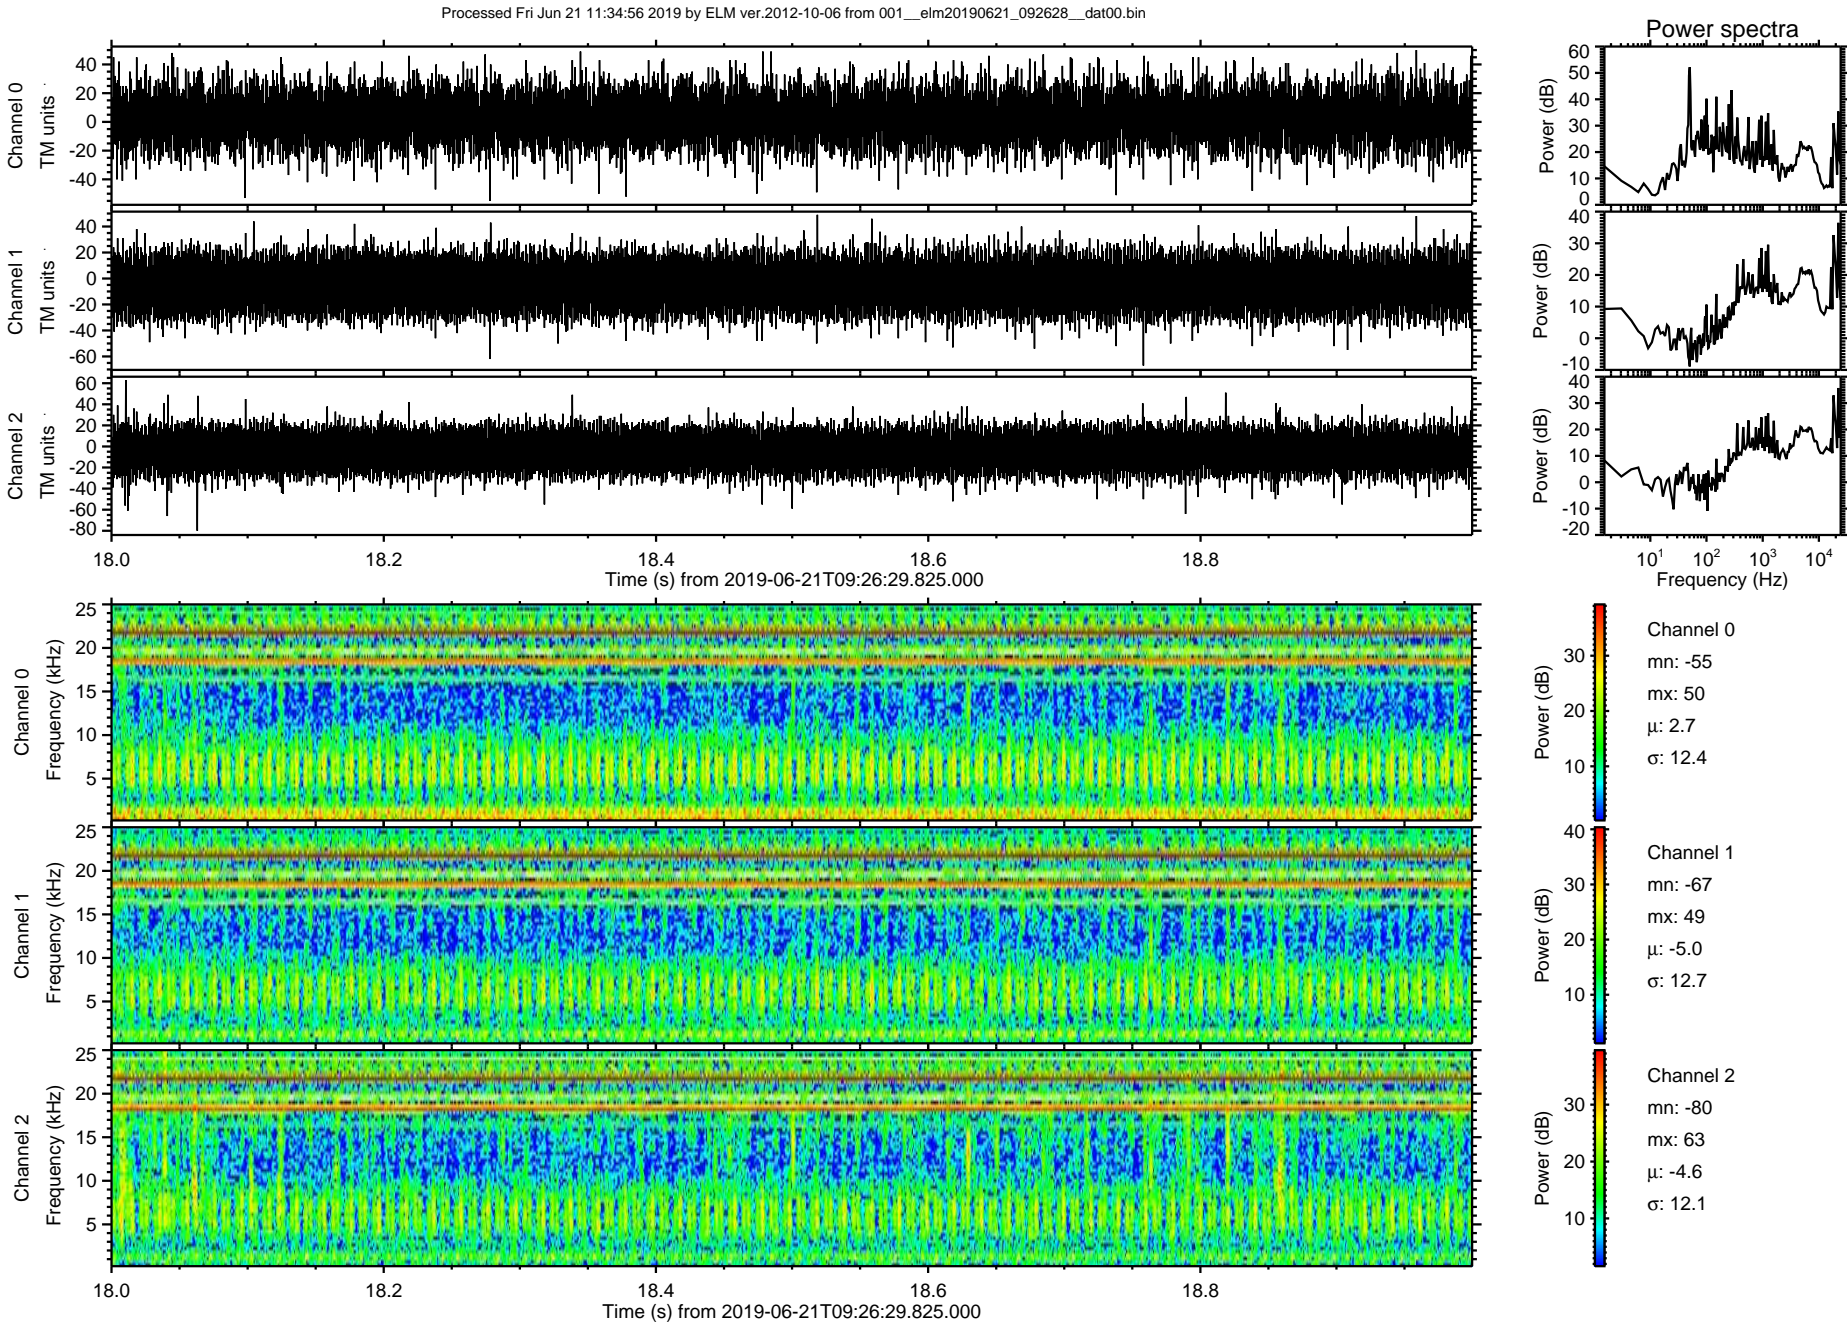 Processed Fri Jun 21 11:34:56 2019 by ELM ver.2012-10-06 from 001__elm20190621_092628__dat00.bin
Power spectra
Channel 0
TM units
40
20
0
-20
-40
Power (dB)
60
50
40
30
20
10
0
Channel 1
TM units
40
20
0
-20
-40
-60
Power (dB)
40
30
20
10
0
-10
Channel 2
TM units
60
40
20
0
-20
-40
-60
-80
Power (dB)
40
30
20
10
0
-10
-20
18.0 18.2 18.4 18.6 18.8
Time (s) from 2019-06-21T09:26:29.825.000
10^1 10^2 10^3 10^4
Frequency (Hz)
Channel 0
Frequency (kHz)
25
20
15
10
5
Power (dB)
30
20
10
Channel 0
mn: -55
mx: 50
μ: 2.7
σ: 12.4
Channel 1
Frequency (kHz)
25
20
15
10
5
Power (dB)
40
30
20
10
Channel 1
mn: -67
mx: 49
μ: -5.0
σ: 12.7
Channel 2
Frequency (kHz)
25
20
15
10
5
Power (dB)
30
20
10
Channel 2
mn: -80
mx: 63
μ: -4.6
σ: 12.1
18.0 18.2 18.4 18.6 18.8
Time (s) from 2019-06-21T09:26:29.825.000